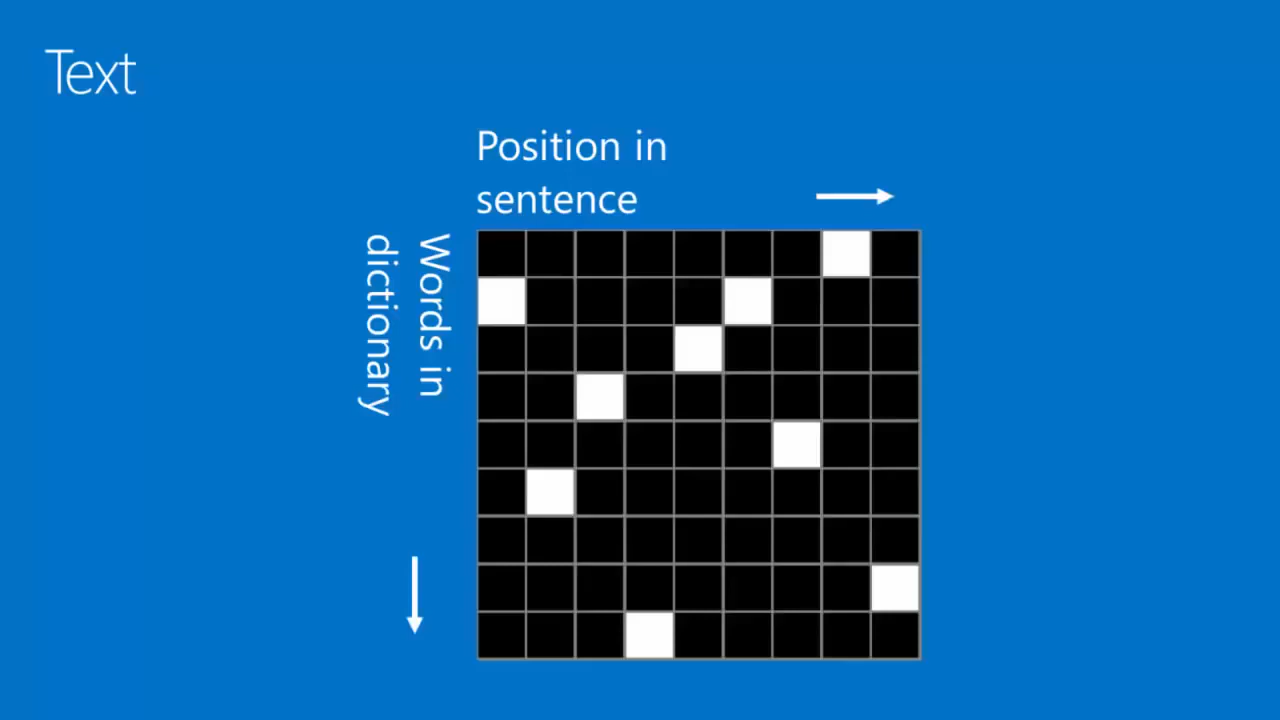 Text
Position in
sentence
Words in
dictionary